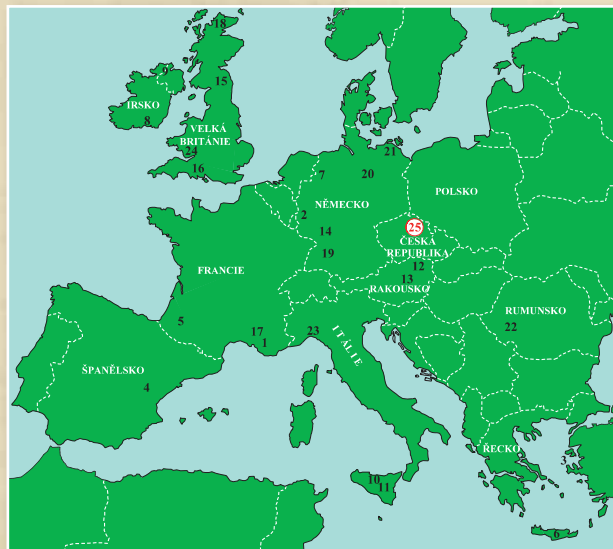 18
9
15
IRSKO
8
VELKÁ
BRITÁNIE
24
16
21
7
20
POLSKO
2
NĚMECKO
25
14
ČESKÁ
REPUBLIKA
19
12
FRANCIE
13
RAKOUSKO
1
RUMUNSKO
5
17
23
22
1
ITÁLIE
ŠPANĚLSKO
4
ŘECKO
3
10
11
6